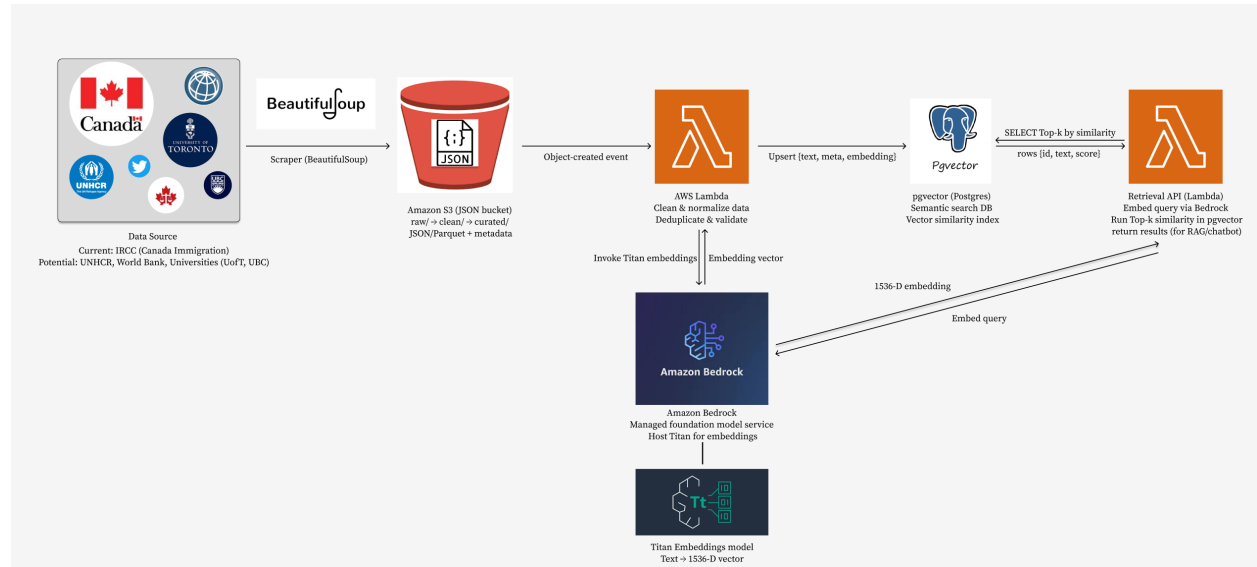 Canada
UNIVERSITY OF
TORONTO
UNHCR
The UN Refugee Agency
UBC
Data Source
Current: IRCC (Canada Immigration)
Potential: UNHCR, World Bank, Universities (UofT, UBC)
BeautifulSoup
Scraper (BeautifulSoup)
{;}
JSON
Amazon S3 (JSON bucket)
raw/→ clean/ → curated/
JSON/Parquet + metadata
Object-created event
AWS Lambda
Clean & normalize data
Deduplicate & validate
Upsert {text, meta, embedding}
Pgvector
pgvector (Postgres)
Semantic search DB
Vector similarity index
SELECT Top-k by similarity
rows {id, text, score}
Retrieval API (Lambda)
Embed query via Bedrock
Run Top-k similarity in pgvector
return results (for RAG/chatbot)
Invoke Titan embeddings
Embedding vector
1536-D embedding
Embed query
Amazon Bedrock
Amazon Bedrock
Managed foundation model service
Host Titan for embeddings
Tt
Titan Embeddings model
Text → 1536-D vector